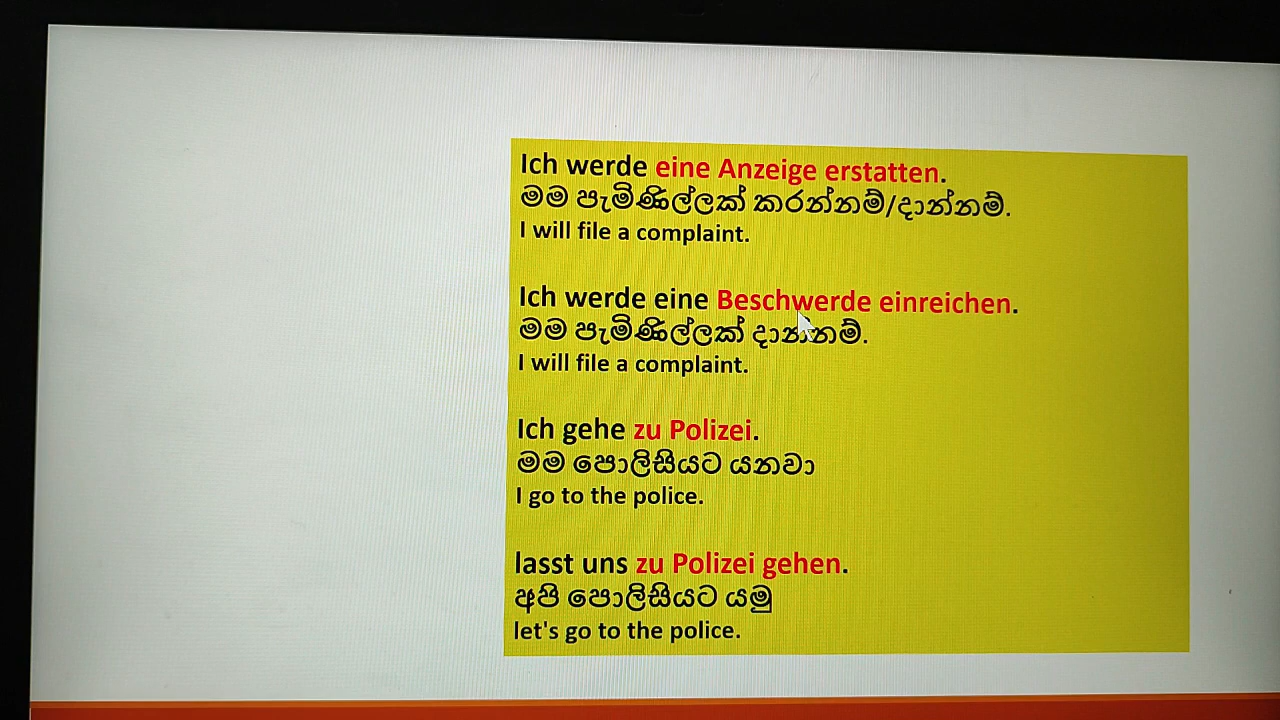 Ich werde eine Anzeige erstatten.
මම පැමිණිල්ලක් කරන්නම්/දාන්නම්.
I will file a complaint.
Ich werde eine Beschwerde einreichen.
මම පැමිණිල්ලක් දාන්නම්.
I will file a complaint.
Ich gehe zu Polizei.
මම පොලිසියට යනවා
I go to the police.
lasst uns zu Polizei gehen.
අපි පොලිසියට යමු
let's go to the police.